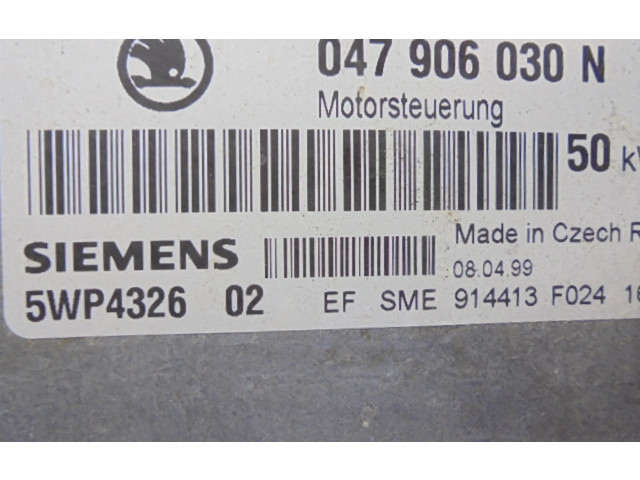 047 906 030 N
Motorsteuerung
50
SIEMENS
Made in Czech
08.04.99
5WP4326 02 EF SME 914413 F024